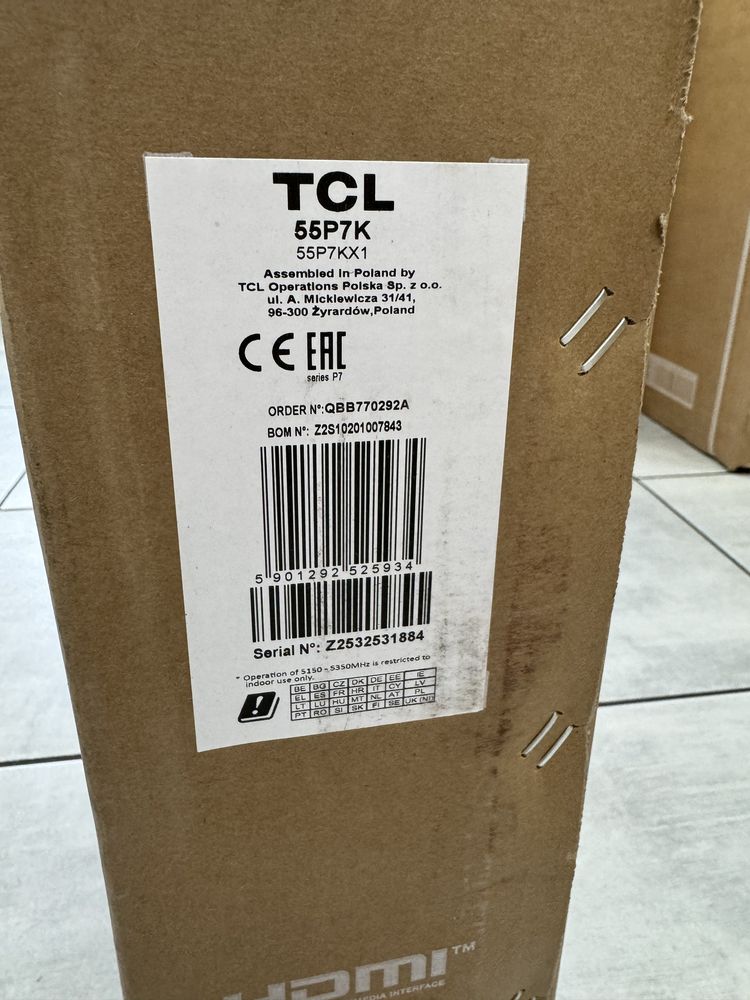 TCL
55P7K
55P7KX1
Assembled in Poland by
TCL Operations Polska Sp. z o.o.
ul. A. Mickiewicza 31/41,
96-300 Żyrardów,Poland
CE EAC
series P7
ORDER N°:QBB770292A
BOM N°: Z2S10201007843
5 901292 525934
Serial N°: Z2532531884
* Operation of 5150 - 5350MHz is restricted to
indoor use only.
BE BG CZ DK DE EE IE
EL ES FR HR IT CY LV
LT LU HU MT NL AT PL
PT RO SI SK FI SE UK (NI)
HDMI™
MEDIA INTERFACE